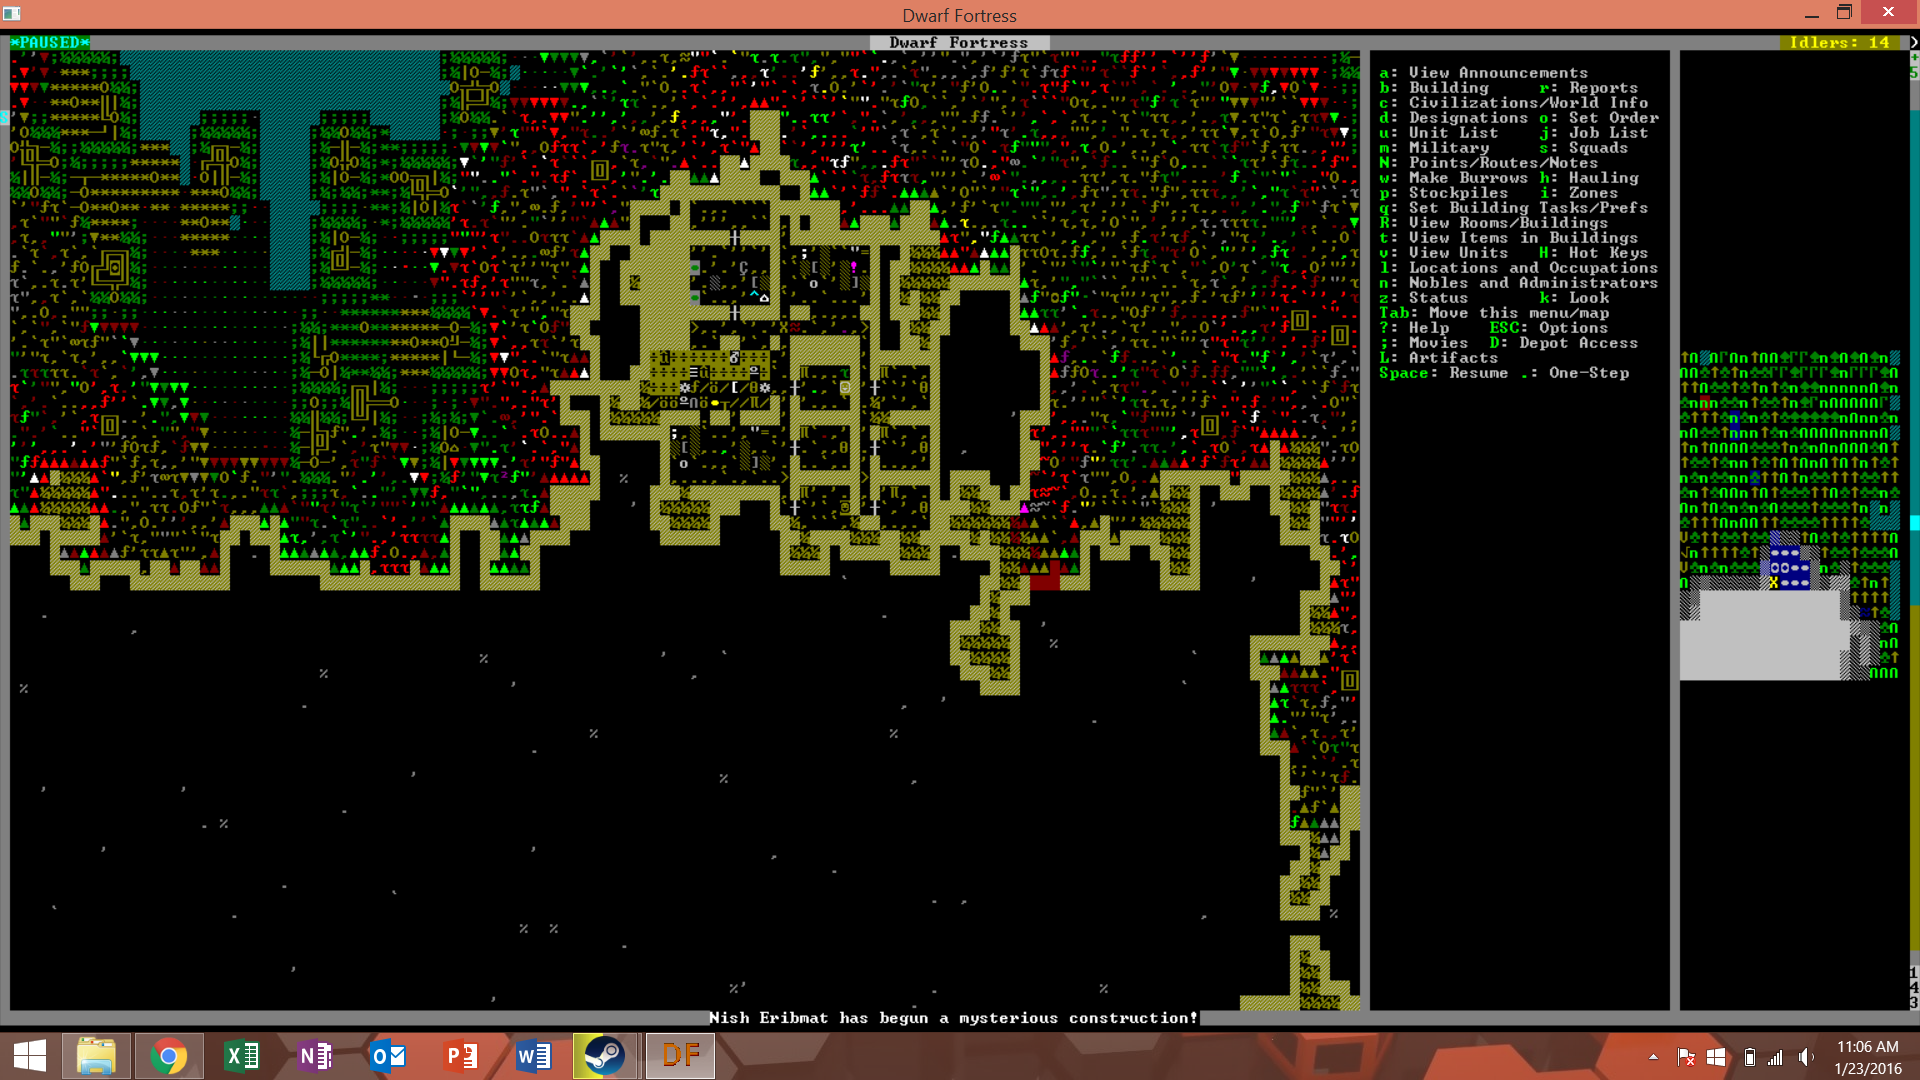 Dwarf Fortress
*PAUSED*
Dwarf Fortress
Idlers: 14
a: View Announcements
b: Building r: Reports
c: Civilizations/World Info
d: Designations o: Set Order
u: Unit List j: Job List
m: Military s: Squads
N: Points/Routes/Notes
w: Make Burrows h: Hauling
p: Stockpiles i: Zones
q: Set Building Tasks/Prefs
R: View Rooms/Buildings
t: View Items in Buildings
v: View Units H: Hot Keys
l: Locations and Occupations
n: Nobles and Administrators
z: Status k: Look
Tab: Move this menu/map
?: Help ESC: Options
;: Movies D: Depot Access
L: Artifacts
Space: Resume .: One-Step
Nish Eribmat has begun a mysterious construction!
DF
11:06 AM
1/23/2016